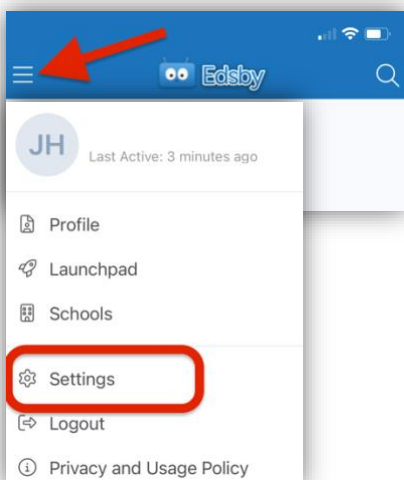 Edsby
JH
Last Active: 3 minutes ago
Profile
Launchpad
Schools
Settings
Logout
Privacy and Usage Policy